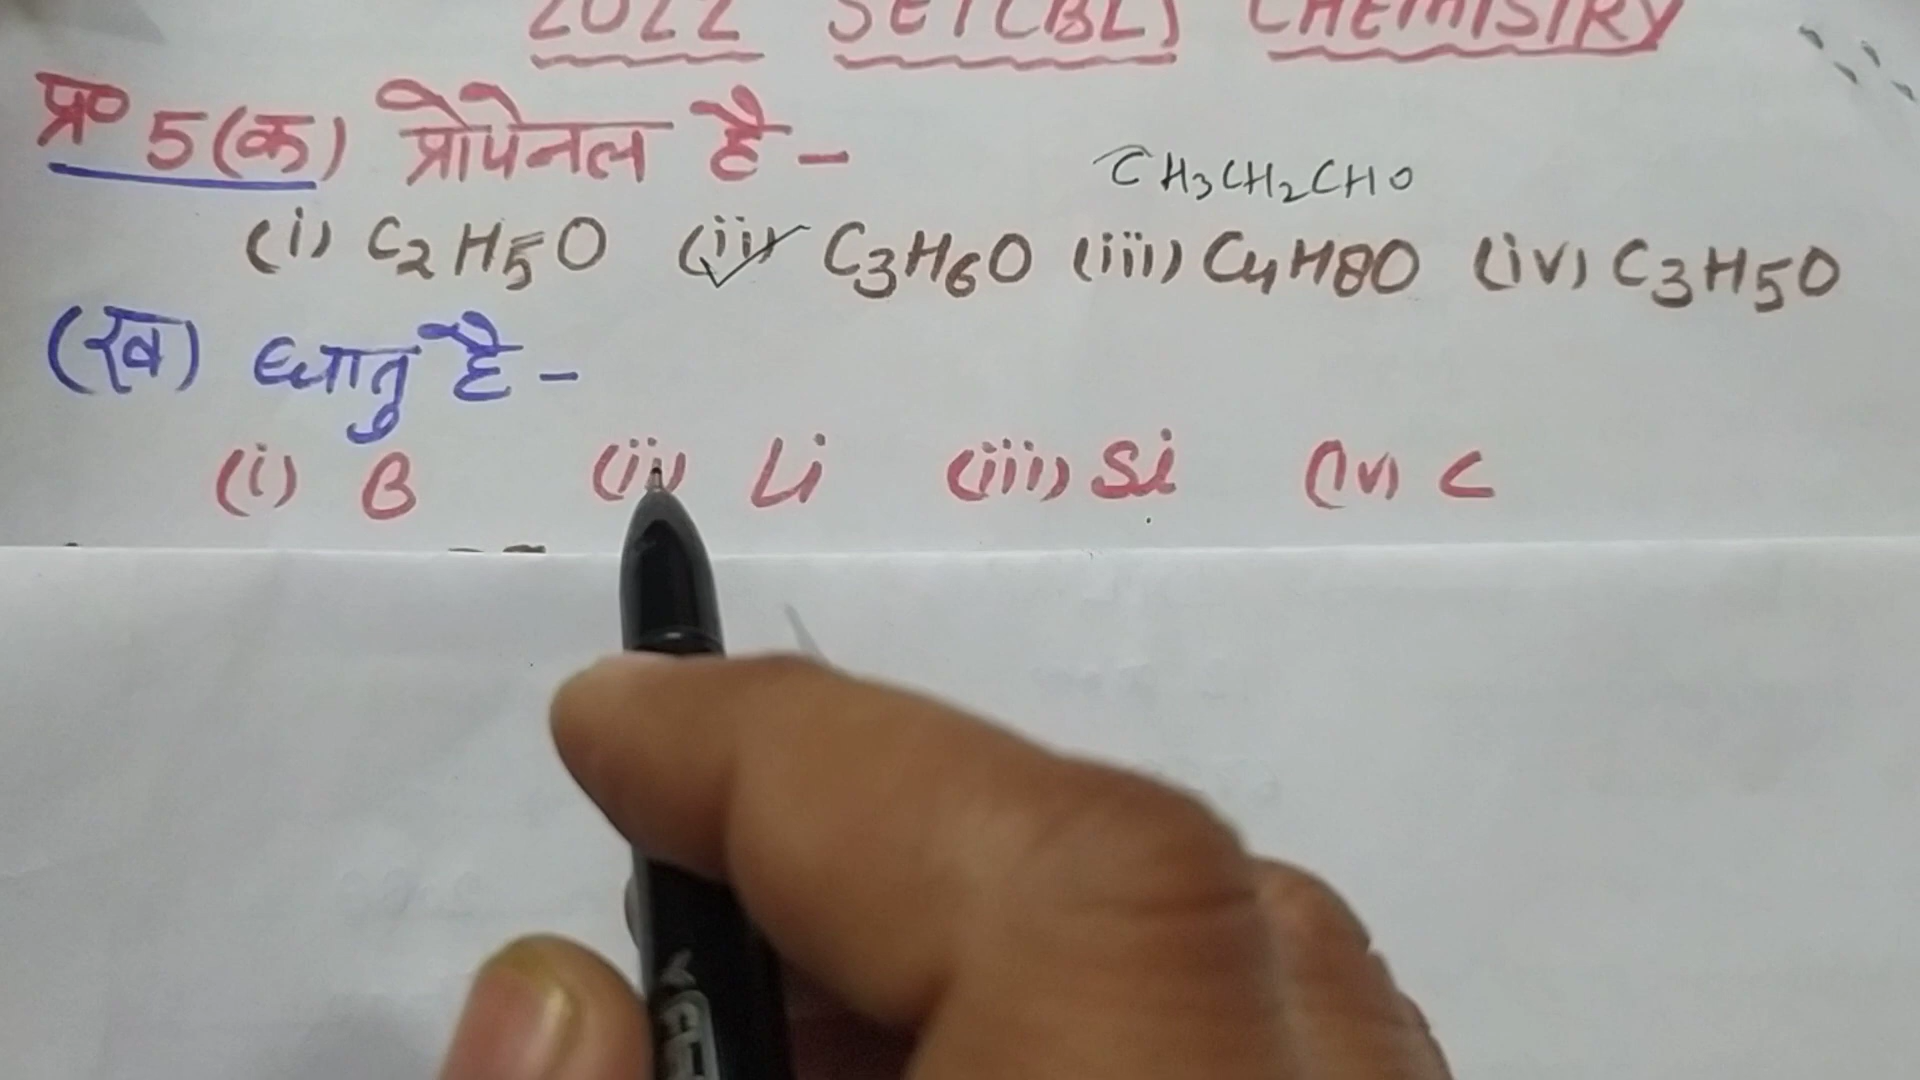 2022 SET(BL) CHEMISTRY
प्र० 5(क) प्रोपेनल है -
CH3CH2CHO
(i) C2H5O (ii) C3H6O (iii) C4H8O (iv) C3H5O
(ख) धातु है -
(i) B (ii) Li (iii) Si (iv) C